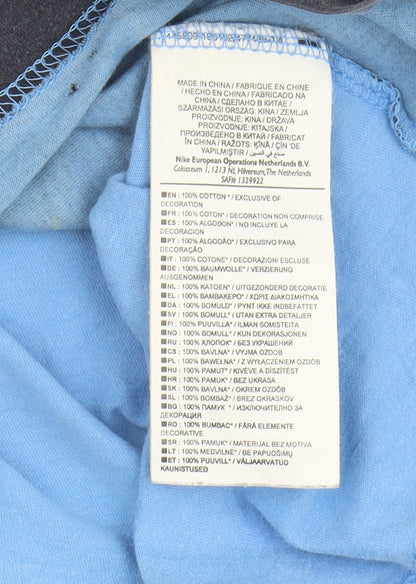 MADE IN CHINA / FABRIQUE EN CHINE
/ HECHO EN CHINA / FABRICADO NA
CHINA / СДЕЛАНО В КИТАЕ /
SZÁRMAZÁSI ORSZÁG: KÍNA / ZEMLJA
PROIZVODNJE: KINA / DRŽAVA
PROIZVODNJE: KITAJSKA /
ПРОИЗВЕДЕНО В КИТАЙ / FABRICAT
ÎN CHINA / RAŽOTS: ĶĪNĀ / ÇİN 'DE
YAPILMIŞTIR / صنع في الصين
Nike European Operations Netherlands B.V.
Colosseum 1, 1213 NL Hilversum, The Netherlands
SAF# 1329922
EN: 100% COTTON* / EXCLUSIVE OF
DECORATION
FR: 100% COTON* / DECORATION NON COMPRISE
ES: 100% ALGODON* / NO INCLUYE LA
DECORACION
PT: 100% ALGODÃO* / EXCLUSIVO PARA
DECORAÇÃO
IT: 100% COTONE* / DECORAZIONI ESCLUSE
DE: 100% BAUMWOLLE* / VERZIERUNG
AUSGENOMMEN
NL: 100% KATOEN* / UITGEZONDERD DECORATIE
EL: 100% ΒΑΜΒΑΚΕΡΟ* / ΧΩΡΙΣ ΔΙΑΚΟΣΜΗΤΙΚΑ
DA: 100% BOMULD* / PYNT IKKE INDBEFATTET
SV: 100% BOMULL* / UTAN EXTRA DETALJER
FI: 100% PUUVILLA* / ILMAN SOMISTEITA
NO: 100% BOMULL* / KUN DEKORASJONEN
RU: 100% ХЛОПОК* / БЕЗ УКРАШЕНИЙ
CS: 100% BAVLNA* / VYJMA OZDOB
PL: 100% BAWEŁNA* / Z WYŁĄCZENIEM OZDÓB
HU: 100% PAMUT* / KIVÉVE A DÍSZÍTÉST
HR: 100% PAMUK* / BEZ UKRASA
SK: 100% BAVLNA* / OKREM OZDÔB
SL: 100% BOMBAŽ* / BREZ OKRASKOV
BG: 100% ПАМУК* / ИЗКЛЮЧИТЕЛНО ЗА
ДЕКОРАЦИЯ
RO: 100% BUMBAC* / FĂRĂ ELEMENTE
DECORATIVE
SR: 100% PAMUK* / MATERIJAL BEZ MOTIVA
LT: 100% MEDVILNĖ* / BE PAPUOŠIMŲ
ET: 100% PUUVILL* / VÄLJAARVATUD
KAUNISTUSED